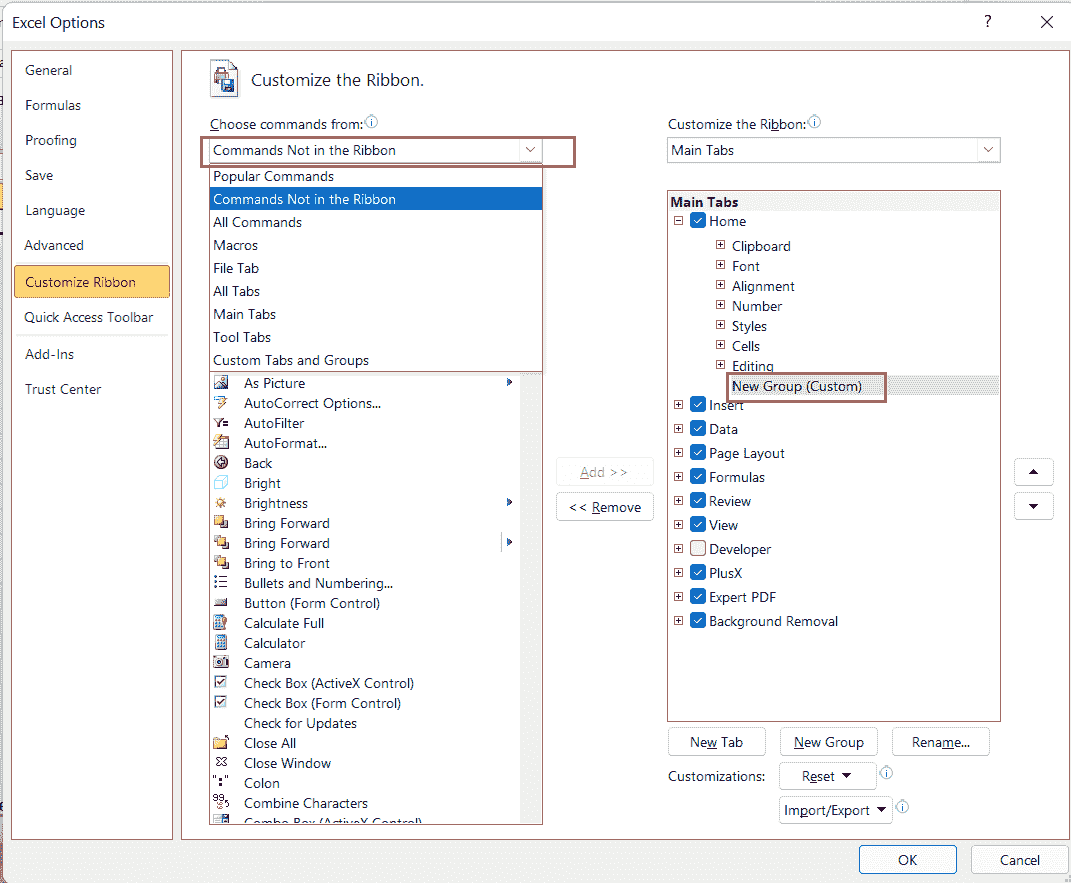 Excel Options
?
General
Formulas
Proofing
Save
Language
Advanced
Customize Ribbon
Quick Access Toolbar
Add-Ins
Trust Center
Customize the Ribbon.
Choose commands from:
Commands Not in the Ribbon
Popular Commands
Commands Not in the Ribbon
All Commands
Macros
File Tab
All Tabs
Main Tabs
Tool Tabs
Custom Tabs and Groups
As Picture
AutoCorrect Options...
AutoFilter
AutoFormat...
Back
Bright
Brightness
Bring Forward
Bring Forward
Bring to Front
Bullets and Numbering...
Button (Form Control)
Calculate Full
Calculator
Camera
Check Box (ActiveX Control)
Check Box (Form Control)
Check for Updates
Close All
Close Window
Colon
Combine Characters
Combo Box (ActiveX Control)
Add >>
<< Remove
Customize the Ribbon:
Main Tabs
Main Tabs
Home
Clipboard
Font
Alignment
Number
Styles
Cells
Editing
New Group (Custom)
Insert
Data
Page Layout
Formulas
Review
View
Developer
PlusX
Expert PDF
Background Removal
New Tab
New Group
Rename...
Customizations:
Reset
Import/Export
OK
Cancel